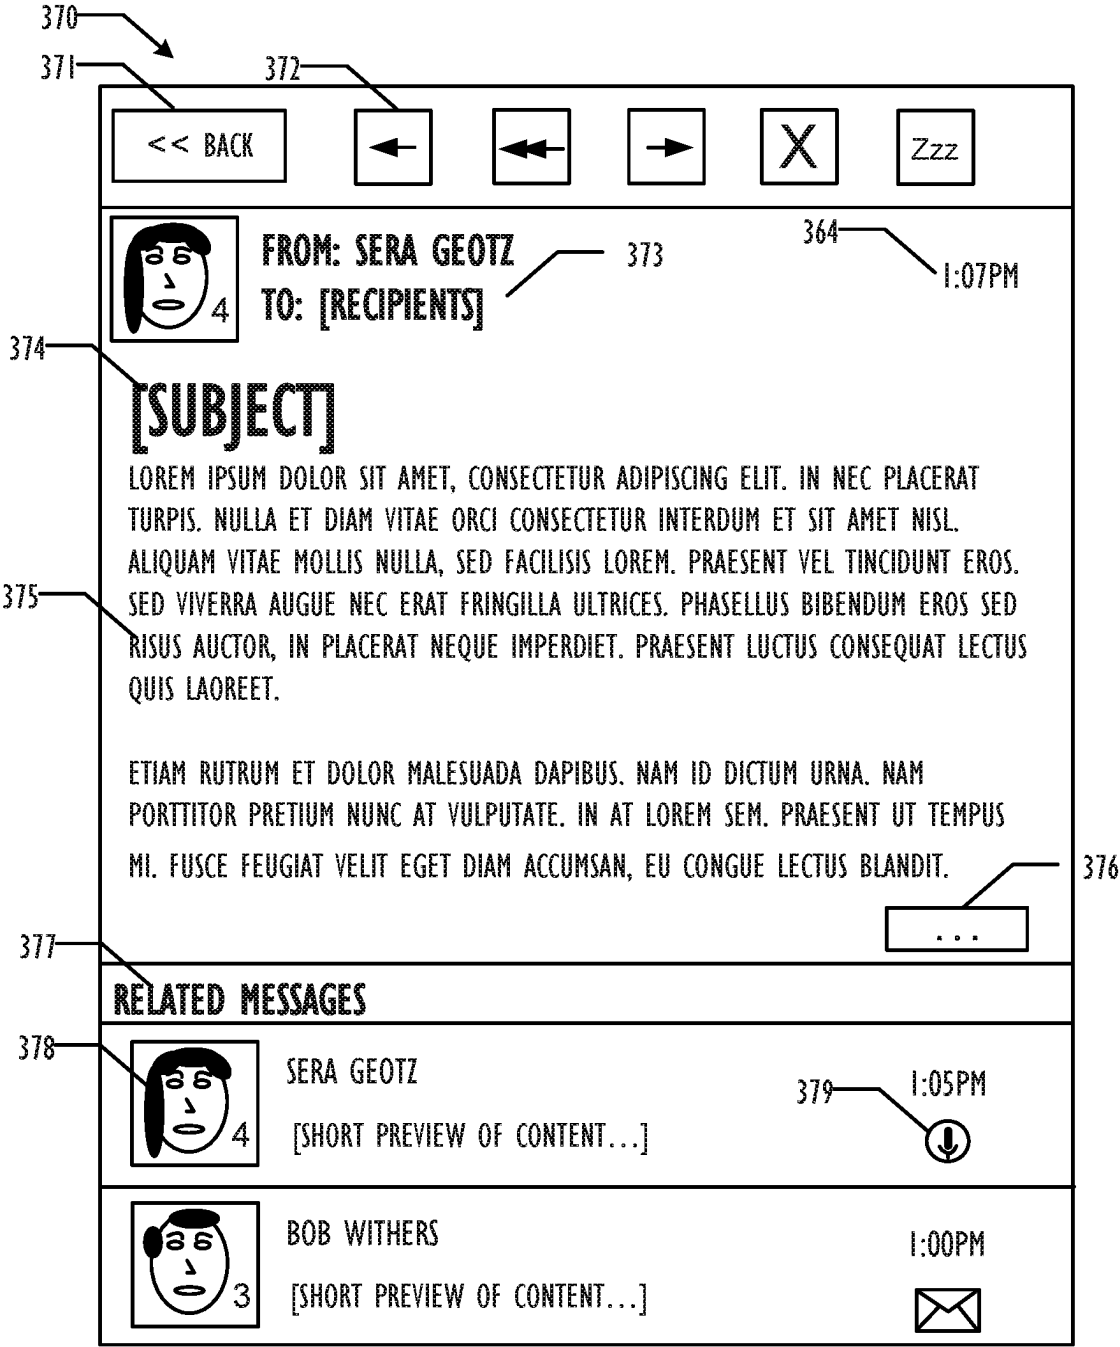 370
371
372
<< BACK
X
Zzz
4
FROM: SERA GEOTZ
TO: [RECIPIENTS]
373
364
1:07PM
374
[SUBJECT]
LOREM IPSUM DOLOR SIT AMET, CONSECTETUR ADIPISCING ELIT. IN NEC PLACERAT
TURPIS. NULLA ET DIAM VITAE ORCI CONSECTETUR INTERDUM ET SIT AMET NISL.
ALIQUAM VITAE MOLLIS NULLA, SED FACILISIS LOREM. PRAESENT VEL TINCIDUNT EROS.
375
SED VIVERRA AUGUE NEC ERAT FRINGILLA ULTRICES. PHASELLUS BIBENDUM EROS SED
RISUS AUCTOR, IN PLACERAT NEQUE IMPERDIET. PRAESENT LUCTUS CONSEQUAT LECTUS
QUIS LAOREET.
ETIAM RUTRUM ET DOLOR MALESUADA DAPIBUS. NAM ID DICTUM URNA. NAM
PORTTITOR PRETIUM NUNC AT VULPUTATE. IN AT LOREM SEM. PRAESENT UT TEMPUS
MI. FUSCE FEUGIAT VELIT EGET DIAM ACCUMSAN, EU CONGUE LECTUS BLANDIT.
376
...
377
RELATED MESSAGES
378
4
SERA GEOTZ
[SHORT PREVIEW OF CONTENT...]
379
1:05PM
3
BOB WITHERS
[SHORT PREVIEW OF CONTENT...]
1:00PM